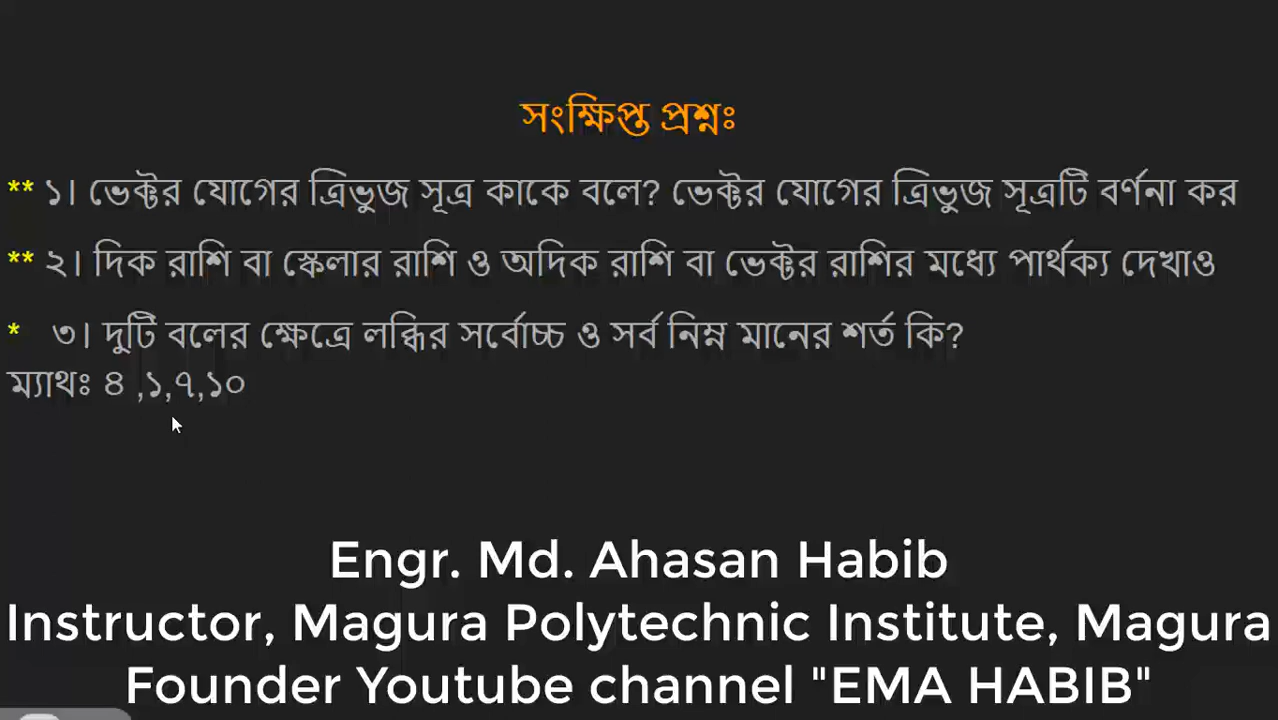 সংক্ষিপ্ত প্রশ্নঃ
** ১। ভেক্টর যোগের ত্রিভুজ সূত্র কাকে বলে? ভেক্টর যোগের ত্রিভুজ সূত্রটি বর্ণনা কর
** ২। দিক রাশি বা স্কেলার রাশি ও অদিক রাশি বা ভেক্টর রাশির মধ্যে পার্থক্য দেখাও
* ৩। দুটি বলের ক্ষেত্রে লব্ধির সর্বোচ্চ ও সর্ব নিম্ন মানের শর্ত কি?
ম্যাথঃ ৪ ,১,৭,১০
Engr. Md. Ahasan Habib
Instructor, Magura Polytechnic Institute, Magura
Founder Youtube channel "EMA HABIB"